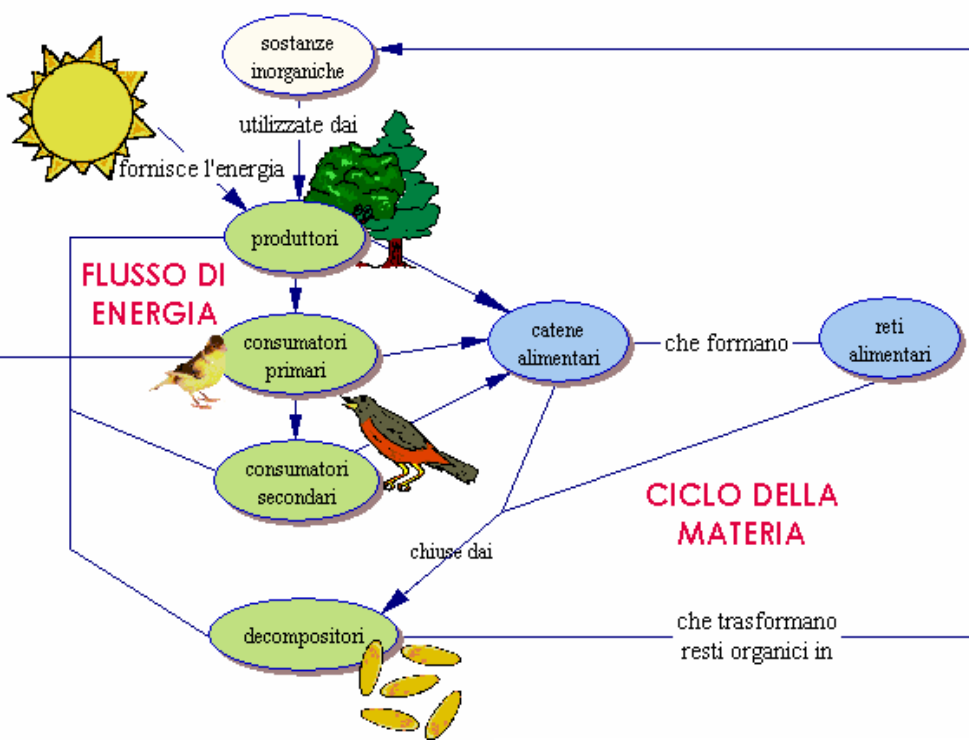 sostanze
inorganiche
utilizzate dai
fornisce l'energia
produttori
FLUSSO DI
ENERGIA
consumatori
primari
catene
alimentari
che formano
reti
alimentari
consumatori
secondari
CICLO DELLA
MATERIA
chiuse dai
decompositori
che trasformano
resti organici in